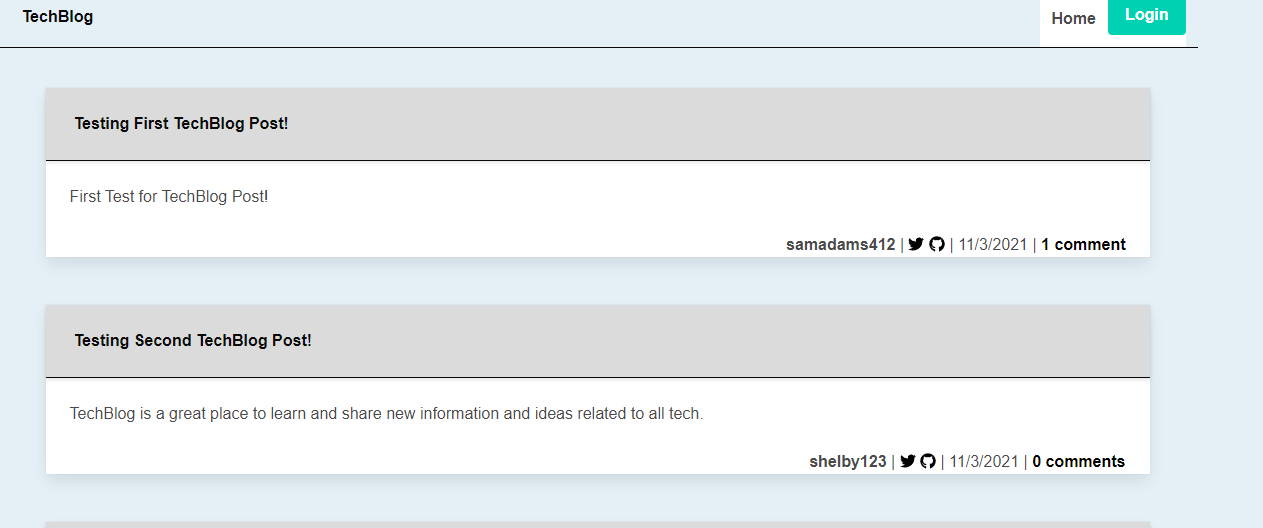 TechBlog
Home
Login
Testing First TechBlog Post!
First Test for TechBlog Post!
samadams412 | | 11/3/2021 | 1 comment
Testing Second TechBlog Post!
TechBlog is a great place to learn and share new information and ideas related to all tech.
shelby123 | | 11/3/2021 | 0 comments